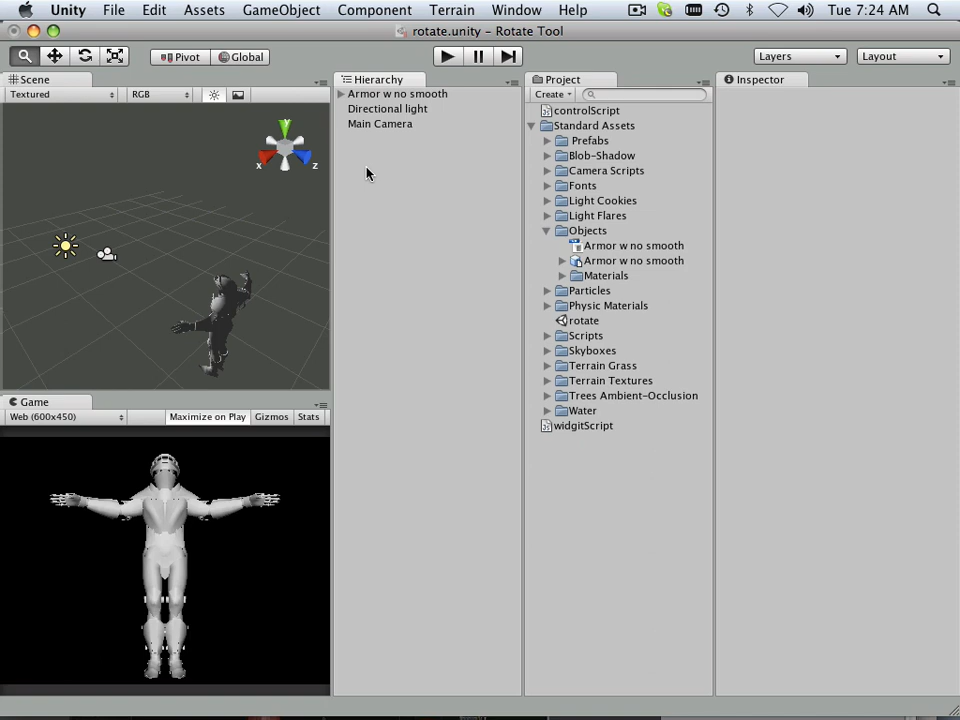 Unity File Edit Assets GameObject Component Terrain Window Help Tue 7:24 AM
rotate.unity – Rotate Tool
Pivot Global Layers Layout
Scene
Textured RGB
y
x z
Game
Web (600x450) Maximize on Play Gizmos Stats
Hierarchy
Armor w no smooth
Directional light
Main Camera
Project
Create
controlScript
Standard Assets
Prefabs
Blob-Shadow
Camera Scripts
Fonts
Light Cookies
Light Flares
Objects
Armor w no smooth
Armor w no smooth
Materials
Particles
Physic Materials
rotate
Scripts
Skyboxes
Terrain Grass
Terrain Textures
Trees Ambient-Occlusion
Water
widgitScript
Inspector